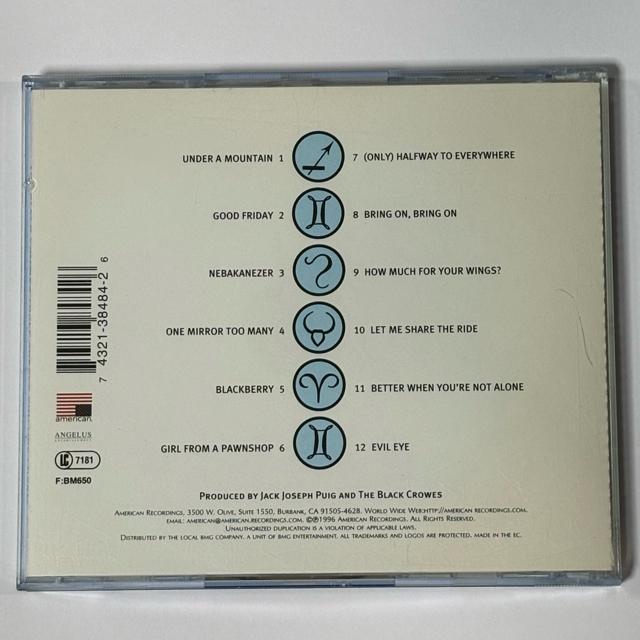 UNDER A MOUNTAIN 1
GOOD FRIDAY 2
NEBAKANEZER 3
ONE MIRROR TOO MANY 4
BLACKBERRY 5
GIRL FROM A PAWNSHOP 6
7 (ONLY) HALFWAY TO EVERYWHERE
8 BRING ON, BRING ON
9 HOW MUCH FOR YOUR WINGS?
10 LET ME SHARE THE RIDE
11 BETTER WHEN YOU'RE NOT ALONE
12 EVIL EYE
7 4321-38484-2 6
american.
ANGELUS
ENTERTAINMENT
LC 7181
F:BM650
PRODUCED BY JACK JOSEPH PUIG AND THE BLACK CROWES
AMERICAN RECORDINGS, 3500 W. OLIVE, SUITE 1550, BURBANK, CA 91505-4628. WORLD WIDE WEB:HTTP://AMERICAN RECORDINGS.COM
EMAIL: AMERICAN@AMERICAN.RECORDINGS.COM. ©℗1996 AMERICAN RECORDINGS. ALL RIGHTS RESERVED.
UNAUTHORIZED DUPLICATION IS A VIOLATION OF APPLICABLE LAWS.
DISTRIBUTED BY THE LOCAL BMG COMPANY. A UNIT OF BMG ENTERTAINMENT. ALL TRADEMARKS AND LOGOS ARE PROTECTED. MADE IN THE EC.